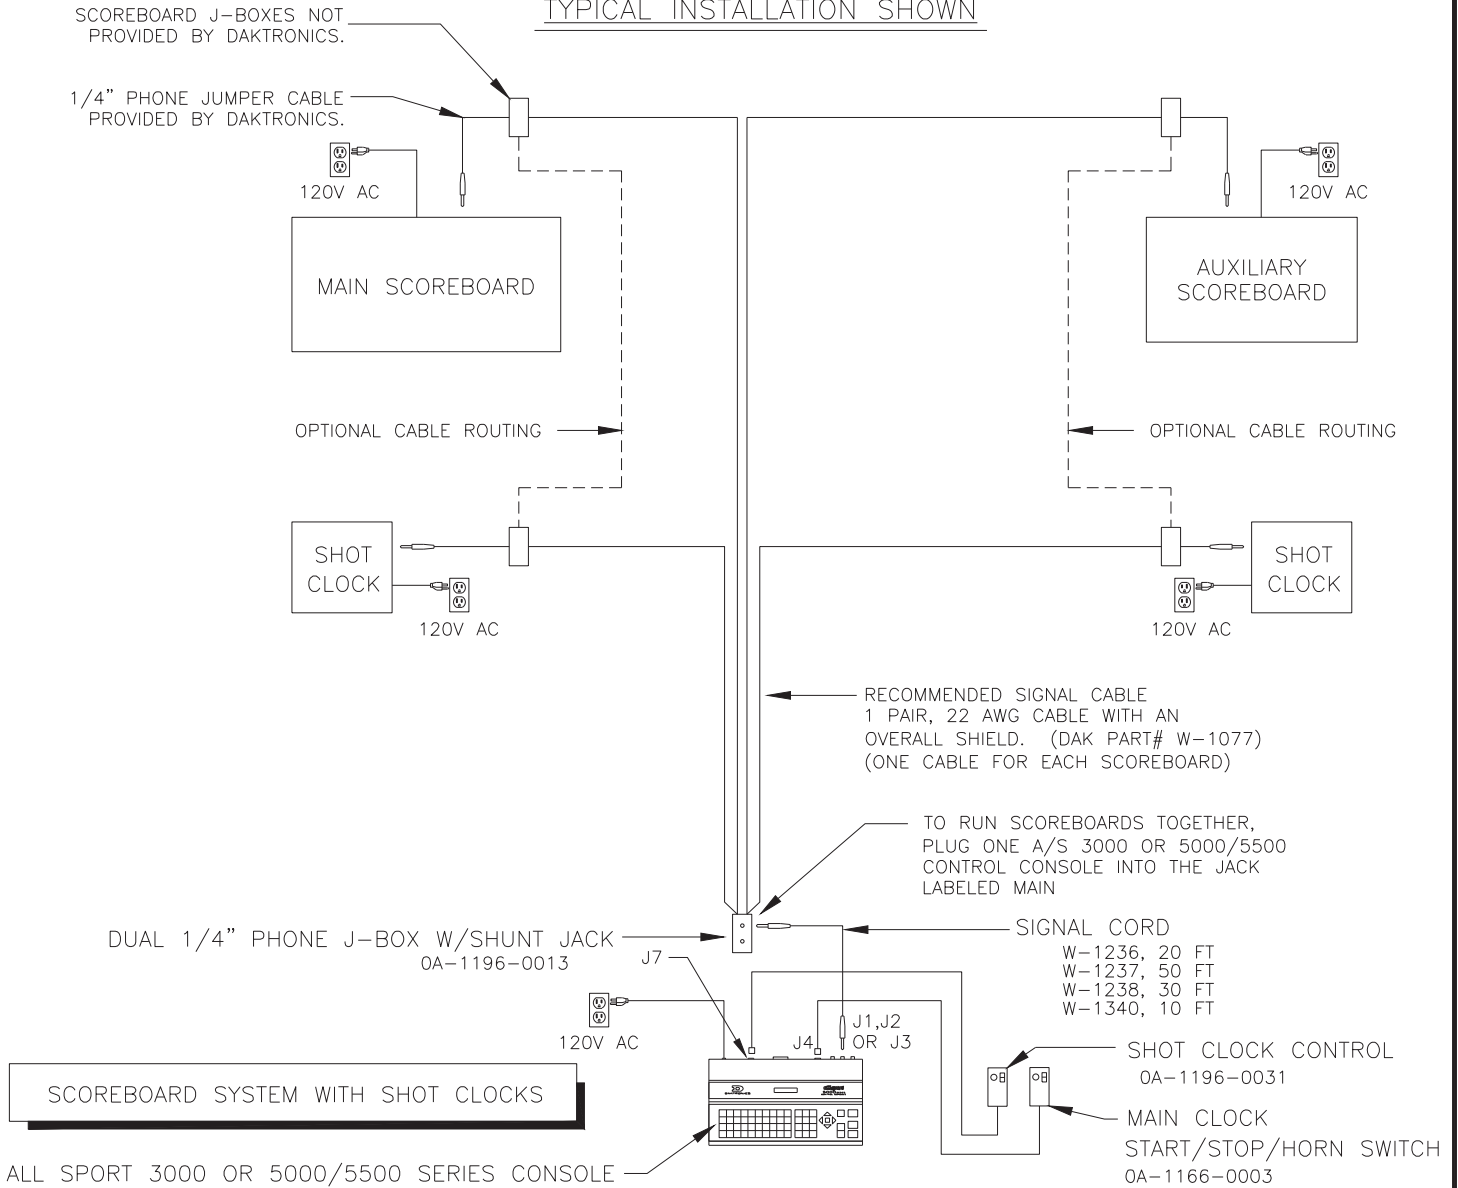 TYPICAL INSTALLATION SHOWN
SCOREBOARD J-BOXES NOT
PROVIDED BY DAKTRONICS.
1/4" PHONE JUMPER CABLE
PROVIDED BY DAKTRONICS.
120V AC
120V AC
MAIN SCOREBOARD
AUXILIARY
SCOREBOARD
OPTIONAL CABLE ROUTING
OPTIONAL CABLE ROUTING
SHOT
CLOCK
120V AC
SHOT
CLOCK
120V AC
RECOMMENDED SIGNAL CABLE
1 PAIR, 22 AWG CABLE WITH AN
OVERALL SHIELD. (DAK PART# W-1077)
(ONE CABLE FOR EACH SCOREBOARD)
TO RUN SCOREBOARDS TOGETHER,
PLUG ONE A/S 3000 OR 5000/5500
CONTROL CONSOLE INTO THE JACK
LABELED MAIN
DUAL 1/4" PHONE J-BOX W/SHUNT JACK
0A-1196-0013
SIGNAL CORD
W-1236, 20 FT
W-1237, 50 FT
W-1238, 30 FT
W-1340, 10 FT
J7
120V AC
J4
J1,J2
OR J3
SHOT CLOCK CONTROL
0A-1196-0031
MAIN CLOCK
START/STOP/HORN SWITCH
0A-1166-0003
SCOREBOARD SYSTEM WITH SHOT CLOCKS
ALL SPORT 3000 OR 5000/5500 SERIES CONSOLE